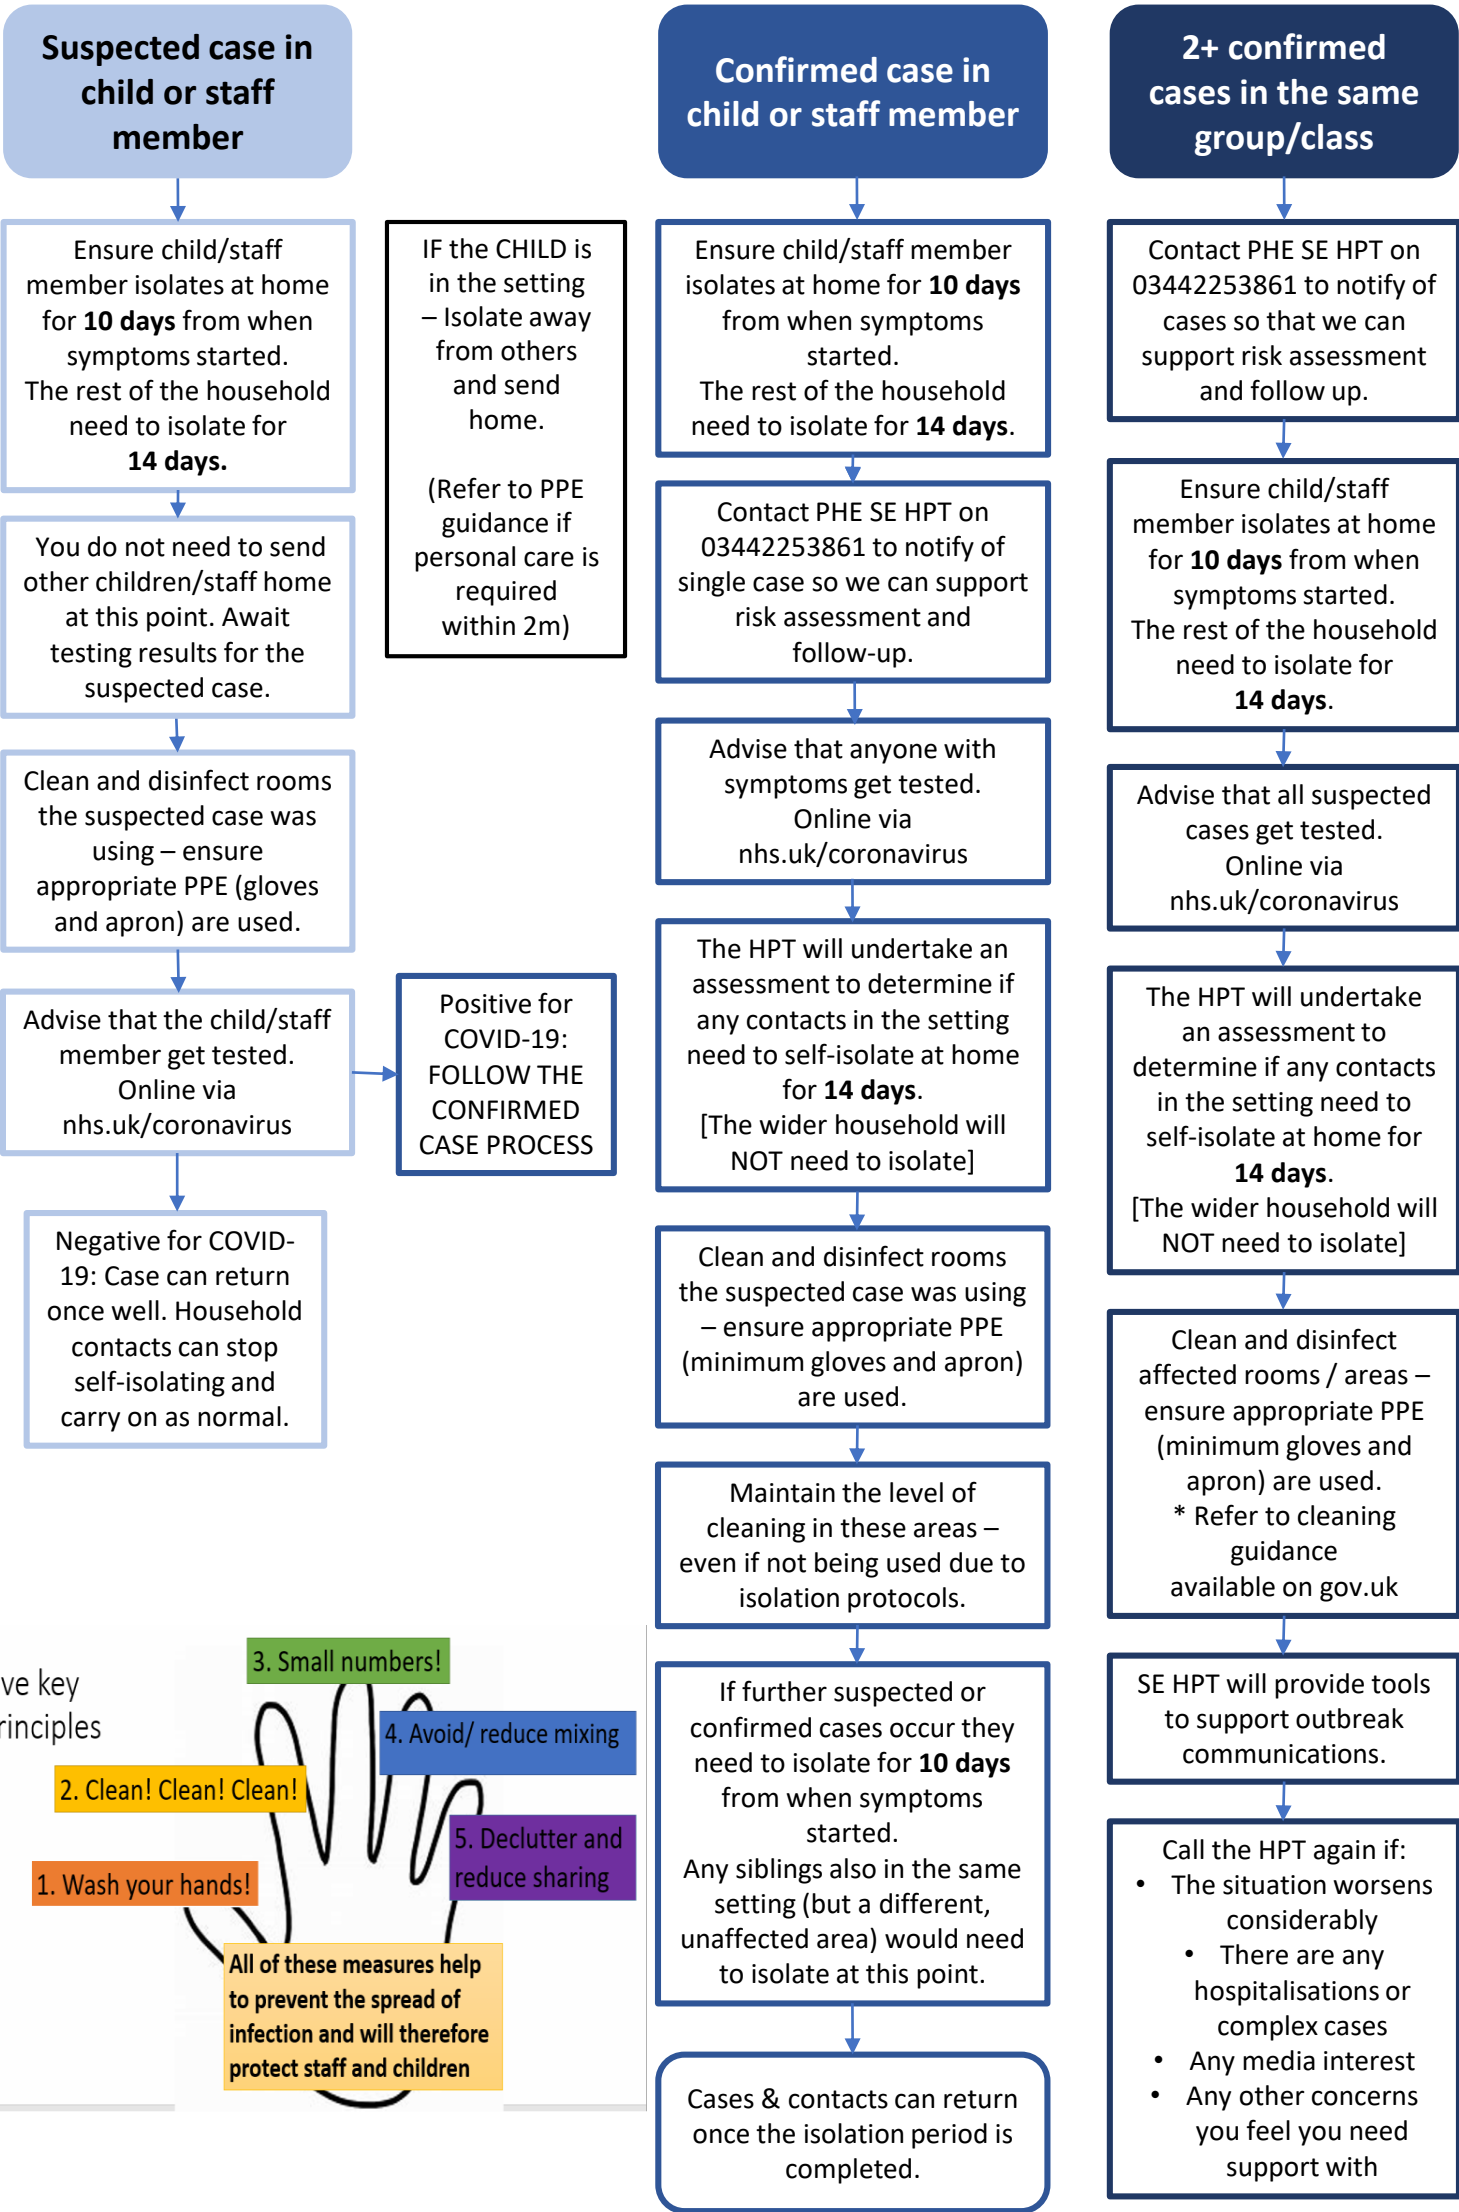 Suspected case in
child or staff
member
Ensure child/staff
member isolates at home
for 10 days from when
symptoms started.
The rest of the household
need to isolate for
14 days.
You do not need to send
other children/staff home
at this point. Await
testing results for the
suspected case.
Clean and disinfect rooms
the suspected case was
using – ensure
appropriate PPE (gloves
and apron) are used.
Advise that the child/staff
member get tested.
Online via
nhs.uk/coronavirus
Negative for COVID-
19: Case can return
once well. Household
contacts can stop
self-isolating and
carry on as normal.
IF the CHILD is
in the setting
– Isolate away
from others
and send
home.
(Refer to PPE
guidance if
personal care is
required
within 2m)
Positive for
COVID-19:
FOLLOW THE
CONFIRMED
CASE PROCESS
Confirmed case in
child or staff member
Ensure child/staff member
isolates at home for 10 days
from when symptoms
started.
The rest of the household
need to isolate for 14 days.
Contact PHE SE HPT on
03442253861 to notify of
single case so we can support
risk assessment and
follow-up.
Advise that anyone with
symptoms get tested.
Online via
nhs.uk/coronavirus
The HPT will undertake an
assessment to determine if
any contacts in the setting
need to self-isolate at home
for 14 days.
[The wider household will
NOT need to isolate]
Clean and disinfect rooms
the suspected case was using
– ensure appropriate PPE
(minimum gloves and apron)
are used.
Maintain the level of
cleaning in these areas –
even if not being used due to
isolation protocols.
If further suspected or
confirmed cases occur they
need to isolate for 10 days
from when symptoms
started.
Any siblings also in the same
setting (but a different,
unaffected area) would need
to isolate at this point.
Cases & contacts can return
once the isolation period is
completed.
2+ confirmed
cases in the same
group/class
Contact PHE SE HPT on
03442253861 to notify of
cases so that we can
support risk assessment
and follow up.
Ensure child/staff
member isolates at home
for 10 days from when
symptoms started.
The rest of the household
need to isolate for
14 days.
Advise that all suspected
cases get tested.
Online via
nhs.uk/coronavirus
The HPT will undertake
an assessment to
determine if any contacts
in the setting need to
self-isolate at home for
14 days.
[The wider household will
NOT need to isolate]
Clean and disinfect
affected rooms / areas –
ensure appropriate PPE
(minimum gloves and
apron) are used.
* Refer to cleaning
guidance
available on gov.uk
SE HPT will provide tools
to support outbreak
communications.
Call the HPT again if:
• The situation worsens
considerably
• There are any
hospitalisations or
complex cases
• Any media interest
• Any other concerns
you feel you need
support with
ve key
rinciples
1. Wash your hands!
2. Clean! Clean! Clean!
3. Small numbers!
4. Avoid/ reduce mixing
5. Declutter and
reduce sharing
All of these measures help
to prevent the spread of
infection and will therefore
protect staff and children